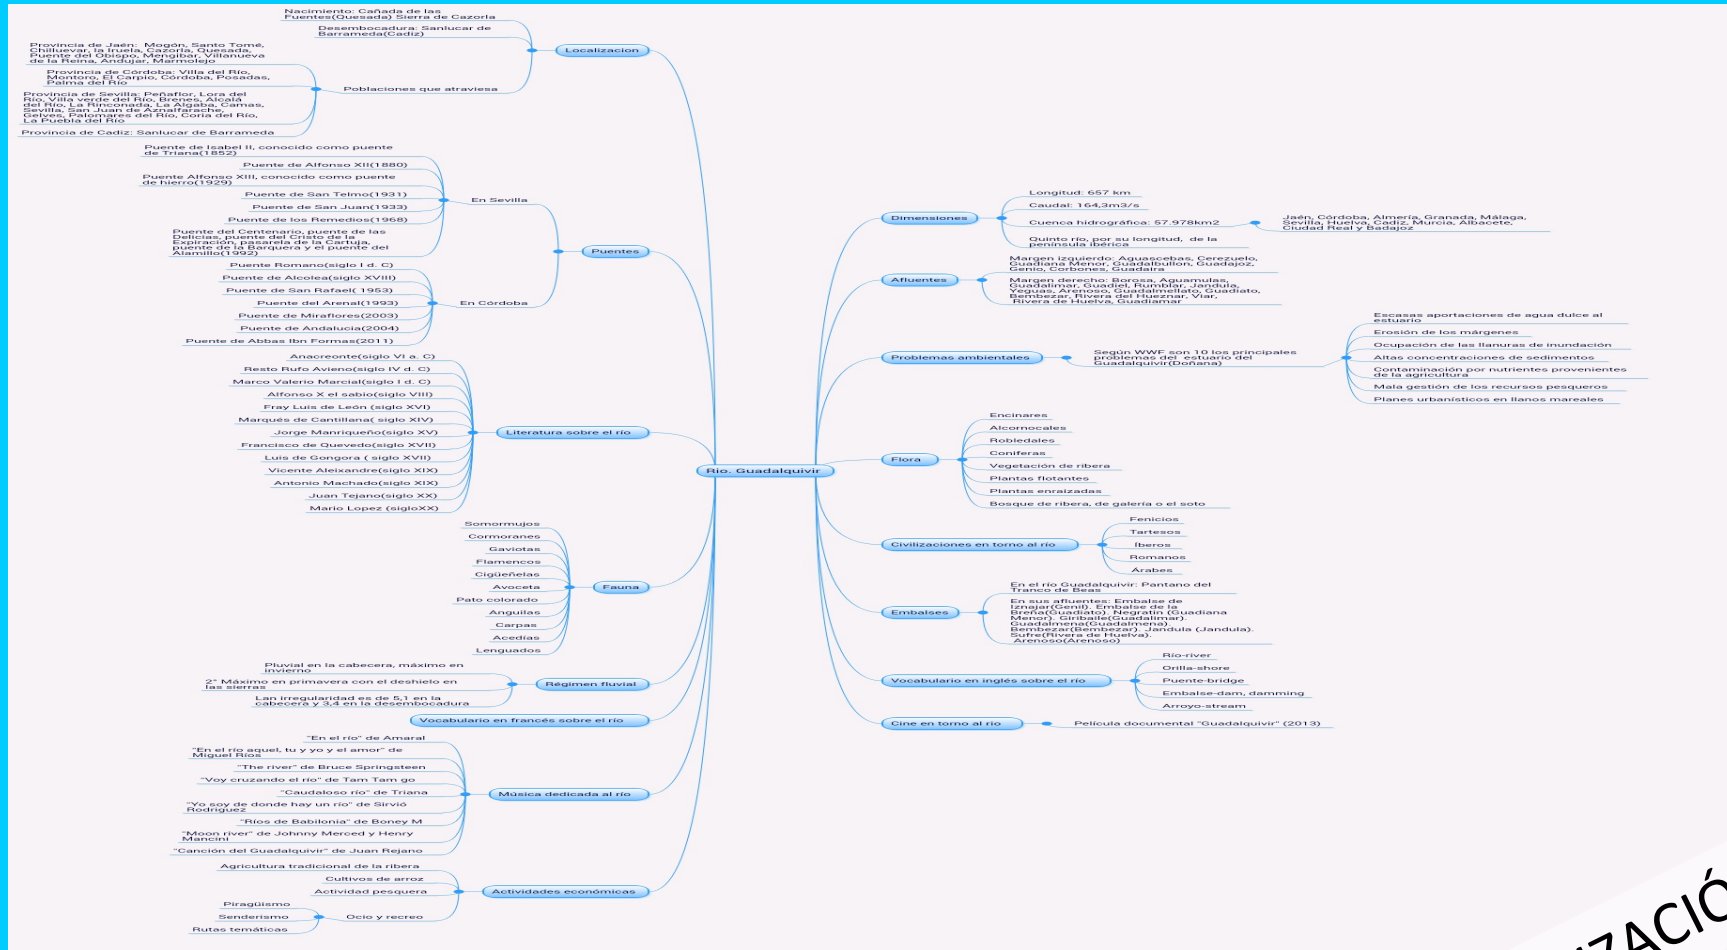 Nacimiento: Cañada de las
Fuentes(Quesada) Sierra de Cazorla
Desembocadura: Sanlucar de
Barrameda(Cadiz)
Localizacion
Provincia de Jaén:  Mogón, Santo Tomé,
Chilluevar, la Iruela, Cazorla, Quesada,
Puente del Obispo, Mengibar, Villanueva
de la Reina, Andujar, Marmolejo
Provincia de Córdoba: Villa del Río,
Montoro, El Carpio, Córdoba, Posadas,
Palma del Río
Poblaciones que atraviesa
Provincia de Sevilla: Peñaflor, Lora del
Río, Villa verde del Río, Brenes, Alcalá
del Río, La Rinconada, La Algaba, Camas,
Sevilla, San Juan de Aznalfarache,
Gelves, Palomares del Río, Coria del Río,
La Puebla del Río
Provincia de Cadiz: Sanlucar de Barrameda
Puente de Isabel II, conocido como puente
de Triana(1852)
Puente de Alfonso XII(1880)
Puente Alfonso XIII, conocido como puente
de hierro(1929)
Puente de San Telmo(1931)
En Sevilla
Puente de San Juan(1933)
Puente de los Remedios(1968)
Puente del Centenario, puente de las
Delicias, puente del Cristo de la
Expiración, pasarela de la Cartuja,
puente de la Barquera y el puente del
Alamillo(1992)
Puentes
Puente Romano(siglo I d. C)
Puente de Alcolea(siglo XVIII)
Puente de San Rafael( 1953)
Puente del Arenal(1993)
En Córdoba
Puente de Miraflores(2003)
Puente de Andalucia(2004)
Puente de Abbas Ibn Formas(2011)
Anacreonte(siglo VI a. C)
Resto Rufo Avieno(siglo IV d. C)
Marco Valerio Marcial(siglo I d. C)
Alfonso X el sabio(siglo VIII)
Fray Luis de León (siglo XVI)
Marqués de Cantillana( siglo XIV)
Jorge Manriqueño(siglo XV)
Literatura sobre el río
Francisco de Quevedo(siglo XVII)
Luis de Gongora ( siglo XVII)
Vicente Aleixandre(siglo XIX)
Antonio Machado(siglo XIX)
Juan Tejano(siglo XX)
Mario Lopez (sigloXX)
Somormujos
Cormoranes
Gaviotas
Flamencos
Cigüeñelas
Avoceta
Fauna
Pato colorado
Anguilas
Carpas
Acedías
Lenguados
Pluvial en la cabecera, máximo en
invierno
2° Máximo en primavera con el deshielo en
las sierras
Régimen fluvial
Lan irregularidad es de 5,1 en la
cabecera y 3,4 en la desembocadura
Vocabulario en francés sobre el río
"En el río" de Amaral
"En el río aquel, tu y yo y el amor" de
Miguel Ríos
"The river" de Bruce Springsteen
"Voy cruzando el río" de Tam Tam go
"Caudaloso río" de Triana
Música dedicada al río
"Yo soy de donde hay un río" de Sirvió
Rodriguez
"Ríos de Babilonia" de Boney M
"Moon river" de Johnny Merced y Henry
Mancini
"Canción del Guadalquivir" de Juan Rejano
Agricultura tradicional de la ribera
Cultivos de arroz
Actividad pesquera
Actividades económicas
Piragüismo
Senderismo
Ocio y recreo
Rutas temáticas
Rio. Guadalquivir
Longitud: 657 km
Caudal: 164,3m3/s
Dimensiones
Cuenca hidrográfica: 57.978km2
Jaén, Córdoba, Almería, Granada, Málaga,
Sevilla, Huelva, Cadiz, Murcia, Albacete,
Ciudad Real y Badajoz
Quinto río, por su longitud,  de la
península ibérica
Margen izquierdo: Aguascebas, Cerezuelo,
Guadiana Menor, Guadalbullon, Guadajoz,
Genio, Corbones, Guadaira
Afluentes
Margen derecho: Borosa, Aguamulas,
Guadalimar, Guadiel, Rumblar, Jandula,
Yeguas, Arenoso, Guadalmellato, Guadiato,
Bembezar, Rivera del Hueznar, Viar,
Rivera de Huelva, Guadiamar
Problemas ambientales
Según WWF son 10 los principales
problemas del  estuario del
Guadalquivir(Doñana)
Escasas aportaciones de agua dulce al
estuario
Erosión de los márgenes
Ocupación de las llanuras de inundación
Altas concentraciones de sedimentos
Contaminación por nutrientes provenientes
de la agricultura
Mala gestión de los recursos pesqueros
Planes urbanísticos en llanos mareales
Encinares
Alcornocales
Robledales
Coniferas
Flora
Vegetación de ribera
Plantas flotantes
Plantas enraizadas
Bosque de ribera, de galería o el soto
Fenicios
Tartesos
Civilizaciones en torno al río
Íberos
Romanos
Árabes
En el río Guadalquivir: Pantano del
Tranco de Beas
Embalses
En sus afluentes: Embalse de
Iznajar(Genil). Embalse de la
Breña(Guadiato). Negratin (Guadiana
Menor). Giribaile(Guadalimar).
Guadalmena(Guadalmena).
Bembezar(Bembezar). Jandula (Jandula).
Sufre(Rivera de Huelva).
Arenoso(Arenoso)
Río-river
Orilla-shore
Vocabulario en inglés sobre el río
Puente-bridge
Embalse-dam, damming
Arroyo-stream
Cine en torno al rio
Película documental "Guadalquivir" (2013)
IZACIÓ